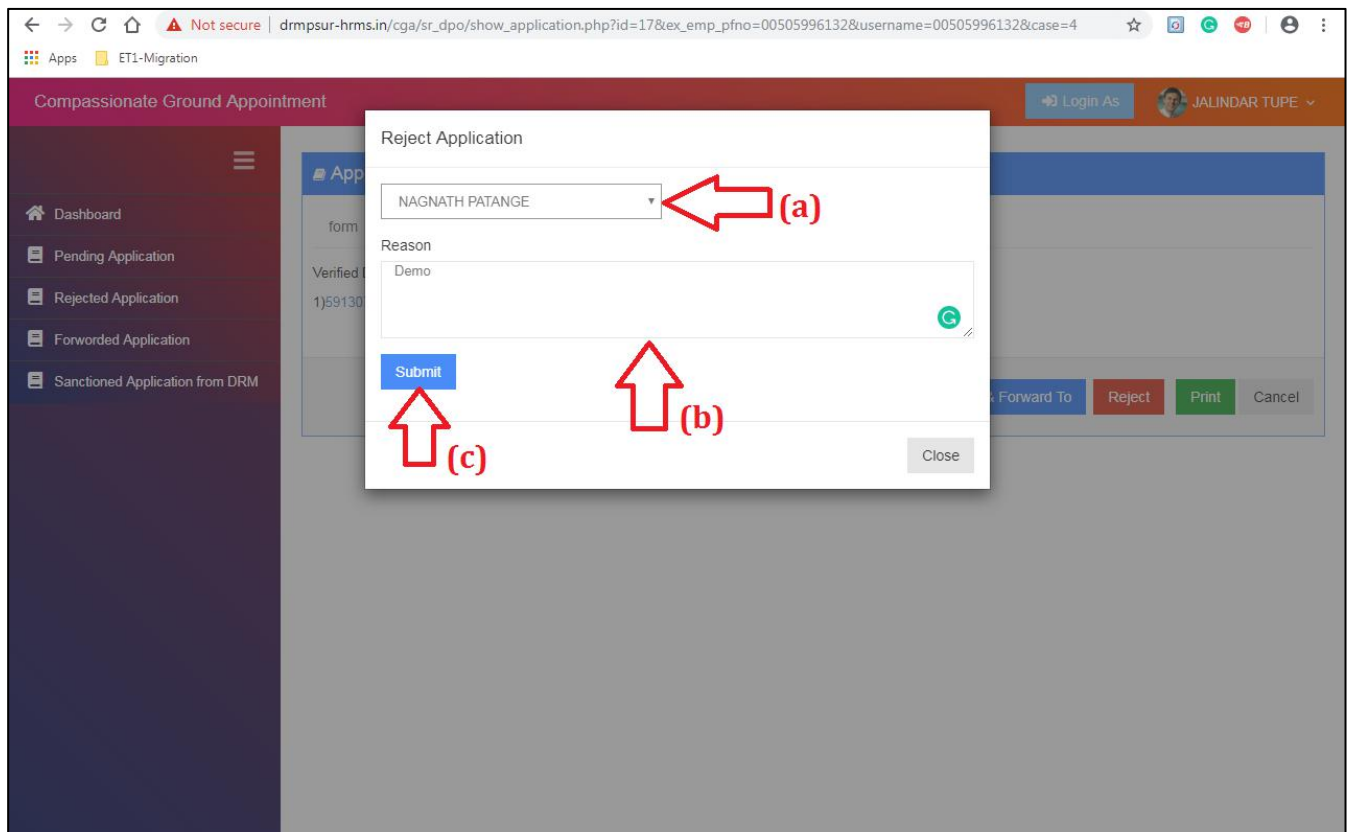 Not secure | drmpsur-hrms.in/cga/sr_dpo/show_application.php?id=17&ex_emp_pfno=00505996132&username=00505996132&case=4
Apps ET1-Migration
Compassionate Ground Appointment Login As JALINDAR TUPE
Reject Application
App
Dashboard
NAGNATH PATANGE (a)
form
Reason
Pending Application
Verified
Demo
Rejected Application
1)59130
Forworded Application
Submit
Sanctioned Application from DRM
(b)
Forward To Reject Print Cancel
(c)
Close